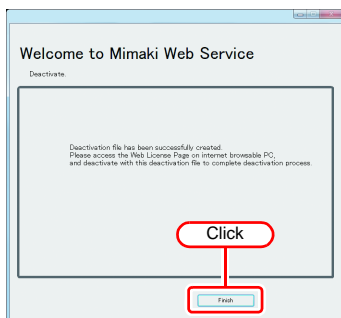 Welcome to Mimaki Web Service
Deactivate.
Deactivation file has been successfully created.
Please access the Web License Page on internet browsable PC,
and deactivate with this deactivation file to complete deactivation process.
Click
Finish